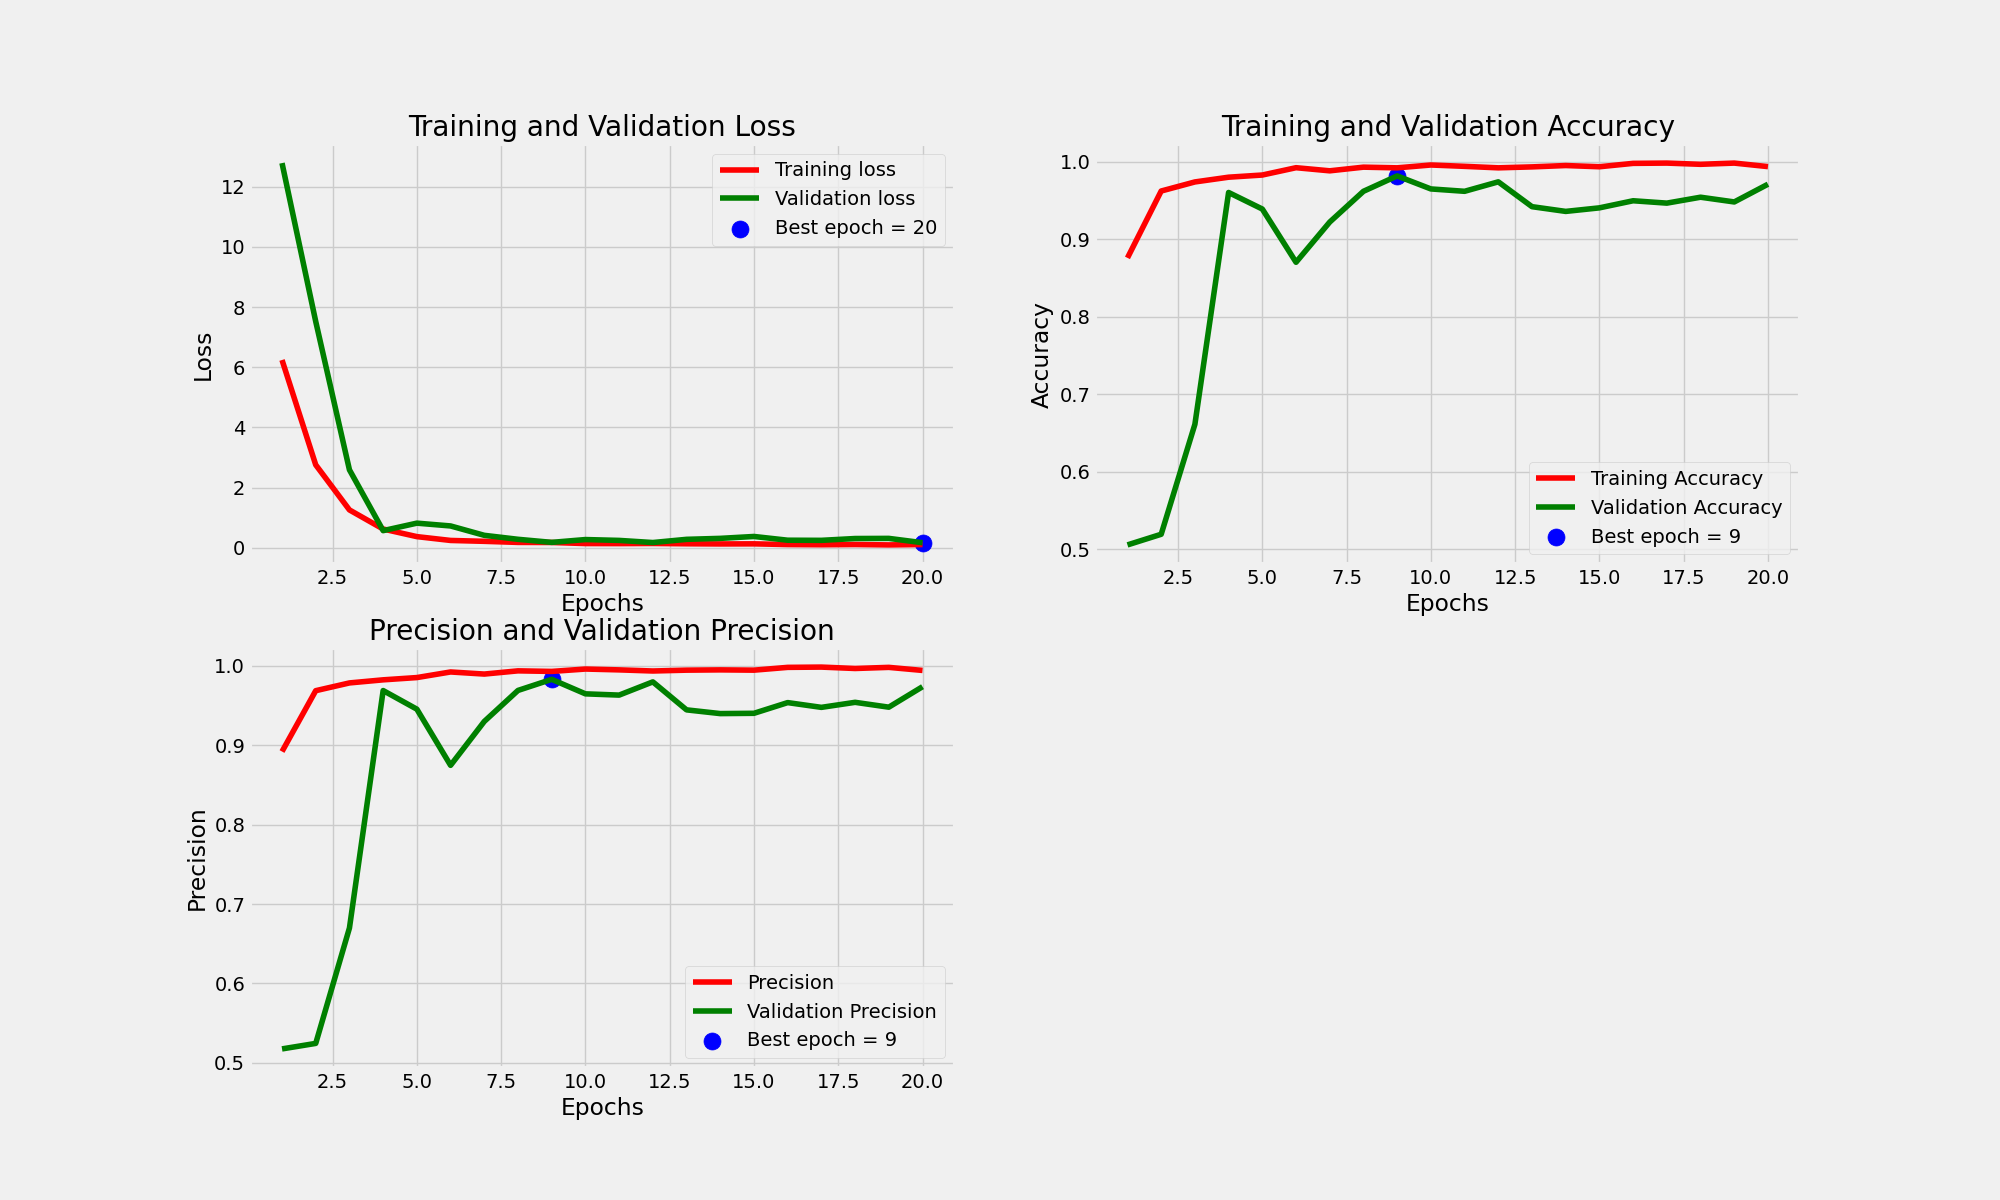 Training and Validation Loss
Training loss
Validation loss
Best epoch = 20
Loss
12
10
8
6
4
2
0
2.5 5.0 7.5 10.0 12.5 15.0 17.5 20.0
Epochs
Training and Validation Accuracy
1.0
0.9
0.8
0.7
0.6
0.5
Accuracy
Training Accuracy
Validation Accuracy
Best epoch = 9
2.5 5.0 7.5 10.0 12.5 15.0 17.5 20.0
Epochs
Precision and Validation Precision
1.0
0.9
0.8
0.7
0.6
0.5
Precision
Precision
Validation Precision
Best epoch = 9
2.5 5.0 7.5 10.0 12.5 15.0 17.5 20.0
Epochs